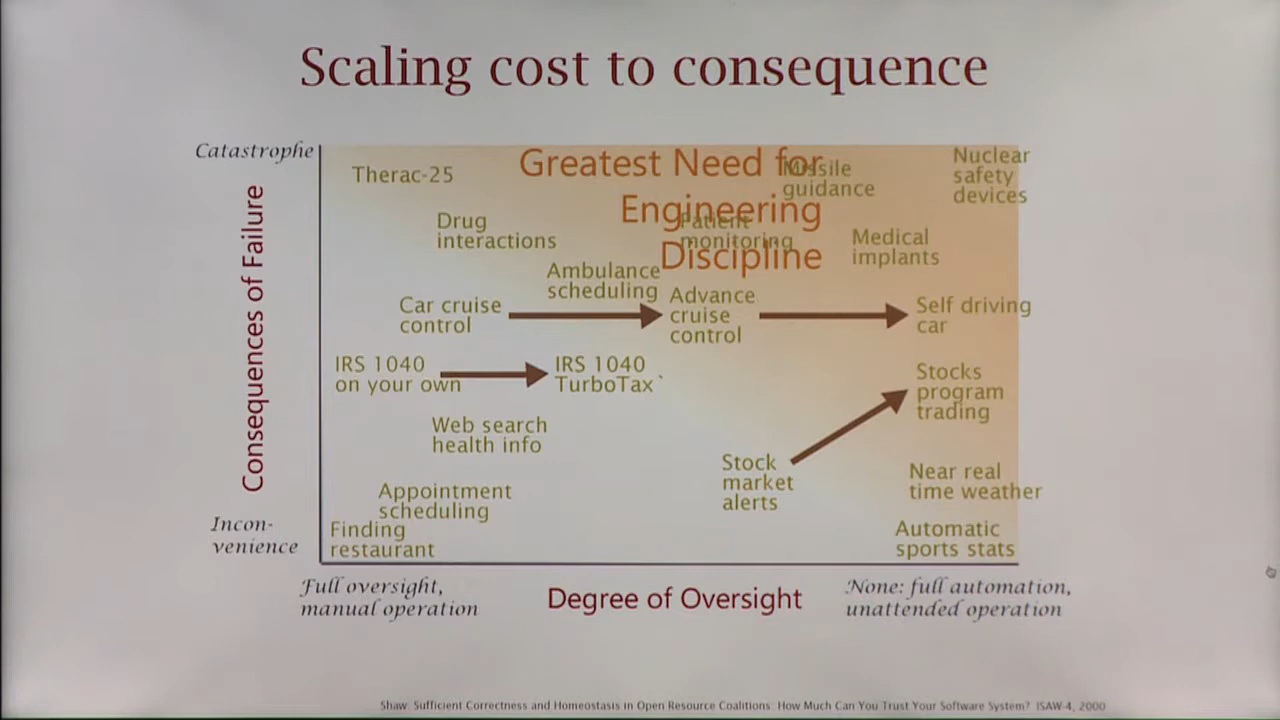 Scaling cost to consequence
Catastrophe
Consequences of Failure
Incon-
venience
Greatest Need for
Engineering
Discipline
Therac-25
Missile
guidance
Nuclear
safety
devices
Drug
interactions
Patient
monitoring
Medical
implants
Ambulance
scheduling
Car cruise
control
Advance
cruise
control
Self driving
car
IRS 1040
on your own
IRS 1040
TurboTax`
Stocks
program
trading
Web search
health info
Stock
market
alerts
Near real
time weather
Appointment
scheduling
Finding
restaurant
Automatic
sports stats
Full oversight,
manual operation
Degree of Oversight
None: full automation,
unattended operation
Shaw: Sufficient Correctness and Homeostasis in Open Resource Coalitions: How Much Can You Trust Your Software System? ISAW-4, 2000